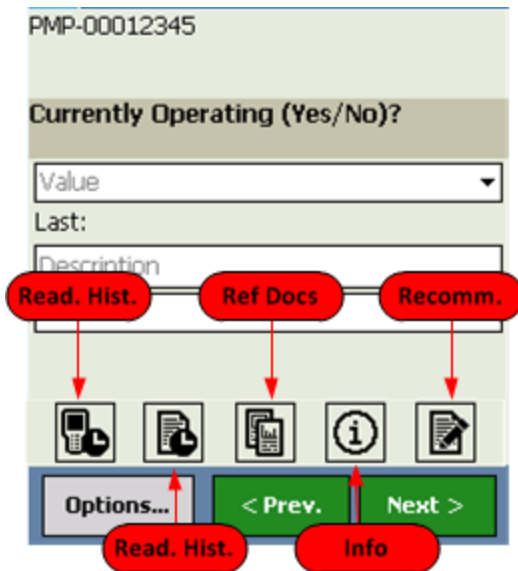 PMP-00012345
Currently Operating (Yes/No)?
Value
Last:
Description
Read. Hist.
Ref Docs
Recomm.
Options...
< Prev.
Next >
Read. Hist.
Info